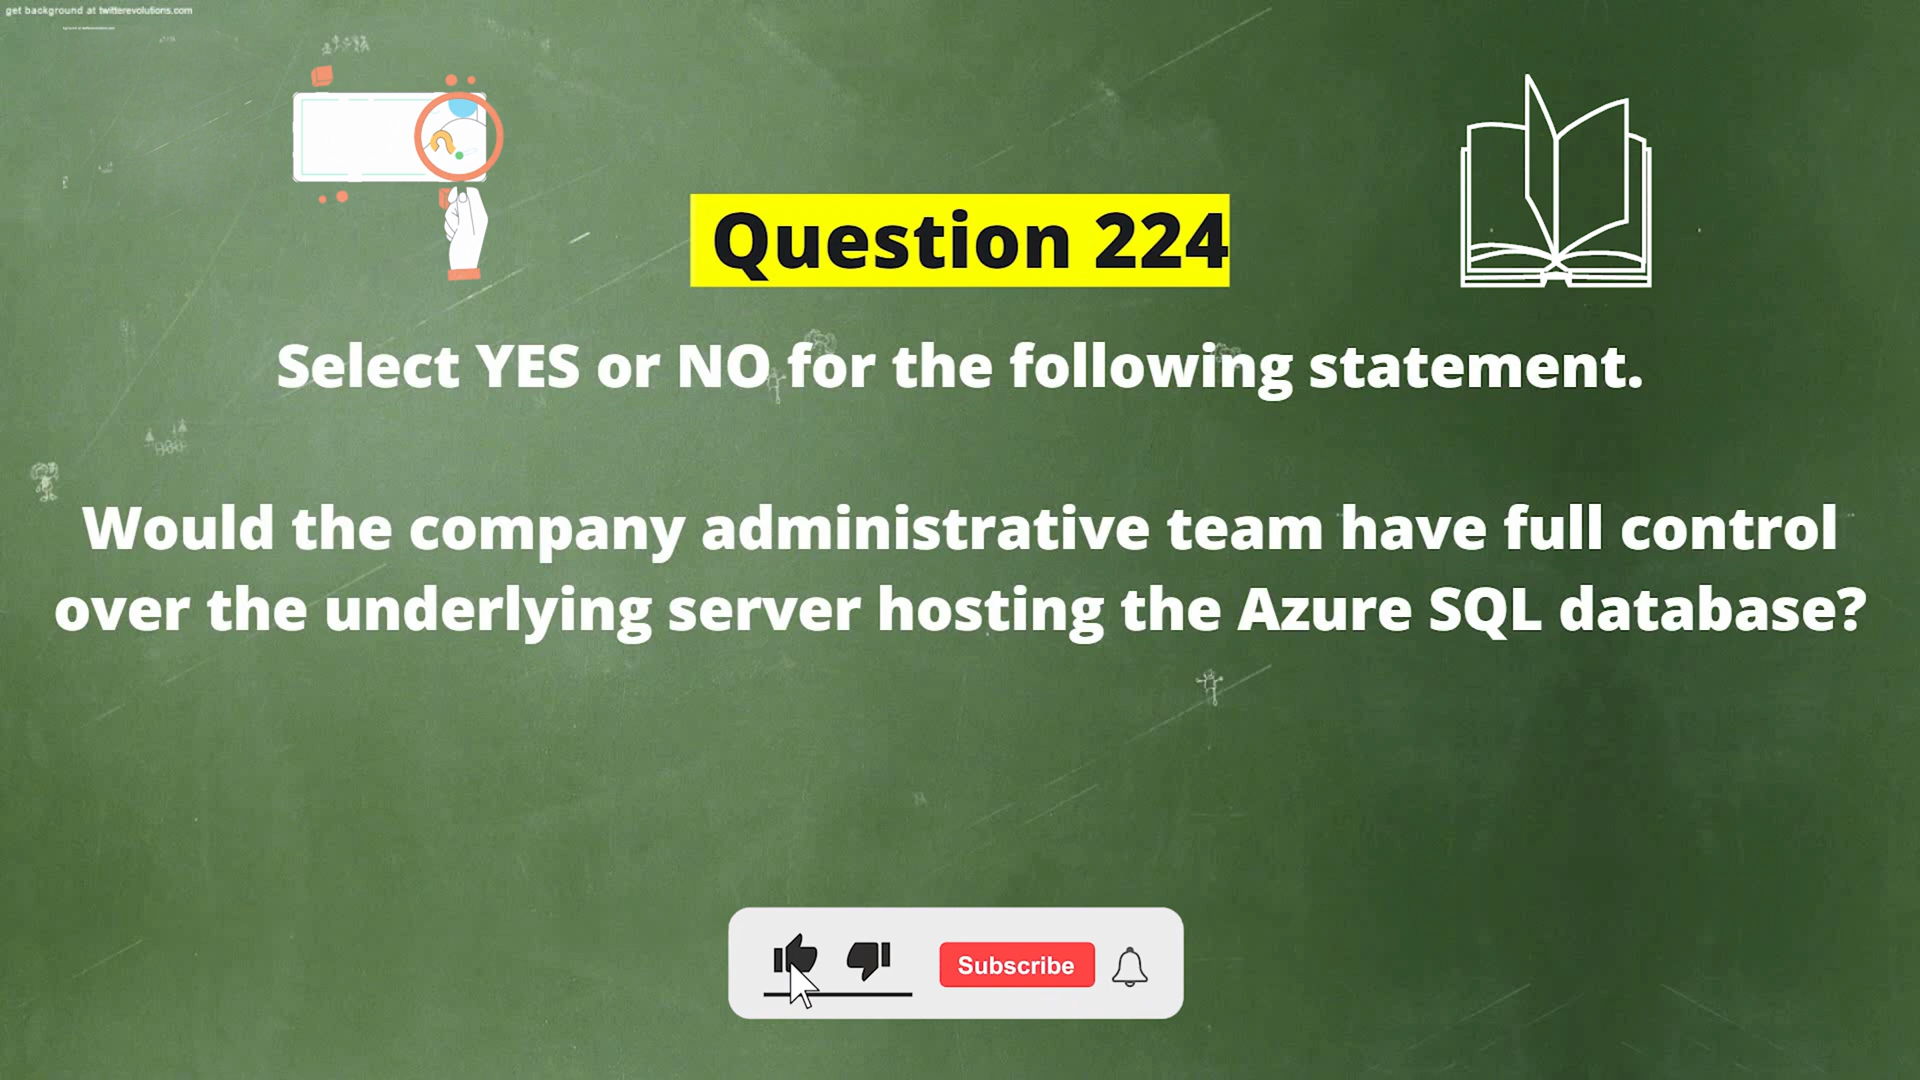 get background at twitterevolutions.com
Question 224
Select YES or NO for the following statement.
Would the company administrative team have full control
over the underlying server hosting the Azure SQL database?
Subscribe